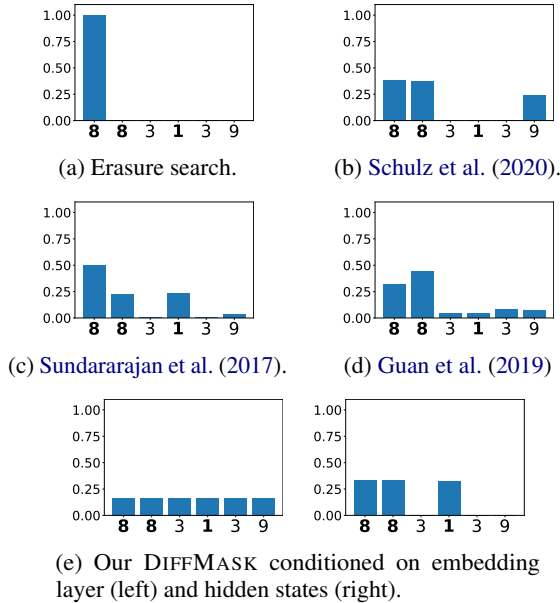 1.00
0.75
0.50
0.25
0.00
8 8 3 1 3 9
(a) Erasure search.
1.00
0.75
0.50
0.25
0.00
8 8 3 1 3 9
(b) Schulz et al. (2020).
1.00
0.75
0.50
0.25
0.00
8 8 3 1 3 9
(c) Sundararajan et al. (2017).
1.00
0.75
0.50
0.25
0.00
8 8 3 1 3 9
(d) Guan et al. (2019)
1.00
0.75
0.50
0.25
0.00
8 8 3 1 3 9
1.00
0.75
0.50
0.25
0.00
8 8 3 1 3 9
(e) Our DIFFMASK conditioned on embedding
layer (left) and hidden states (right).